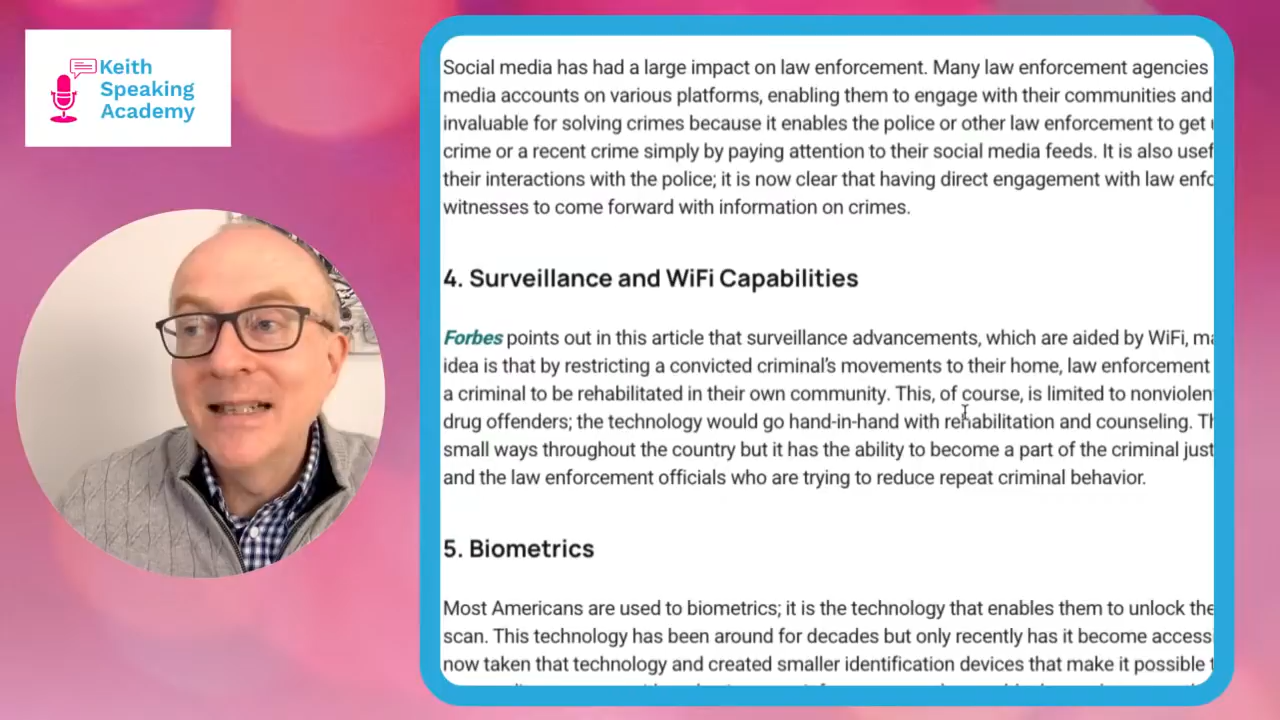 Keith
Speaking
Academy
Social media has had a large impact on law enforcement. Many law enforcement agencies
media accounts on various platforms, enabling them to engage with their communities and
invaluable for solving crimes because it enables the police or other law enforcement to get
crime or a recent crime simply by paying attention to their social media feeds. It is also
their interactions with the police; it is now clear that having direct engagement with law
witnesses to come forward with information on crimes.
4. Surveillance and WiFi Capabilities
Forbes points out in this article that surveillance advancements, which are aided by WiFi,
idea is that by restricting a convicted criminal's movements to their home, law enforcement
a criminal to be rehabilitated in their own community. This, of course, is limited to
drug offenders; the technology would go hand-in-hand with rehabilitation and counseling.
small ways throughout the country but it has the ability to become a part of the criminal
and the law enforcement officials who are trying to reduce repeat criminal behavior.
5. Biometrics
Most Americans are used to biometrics; it is the technology that enables them to unlock
scan. This technology has been around for decades but only recently has it become
now taken that technology and created smaller identification devices that make it possible